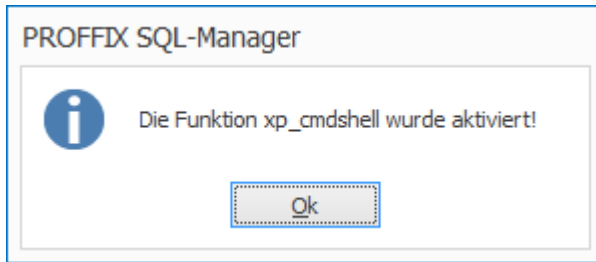 PROFFIX SQL-Manager
Die Funktion xp_cmdshell wurde aktiviert!
Ok